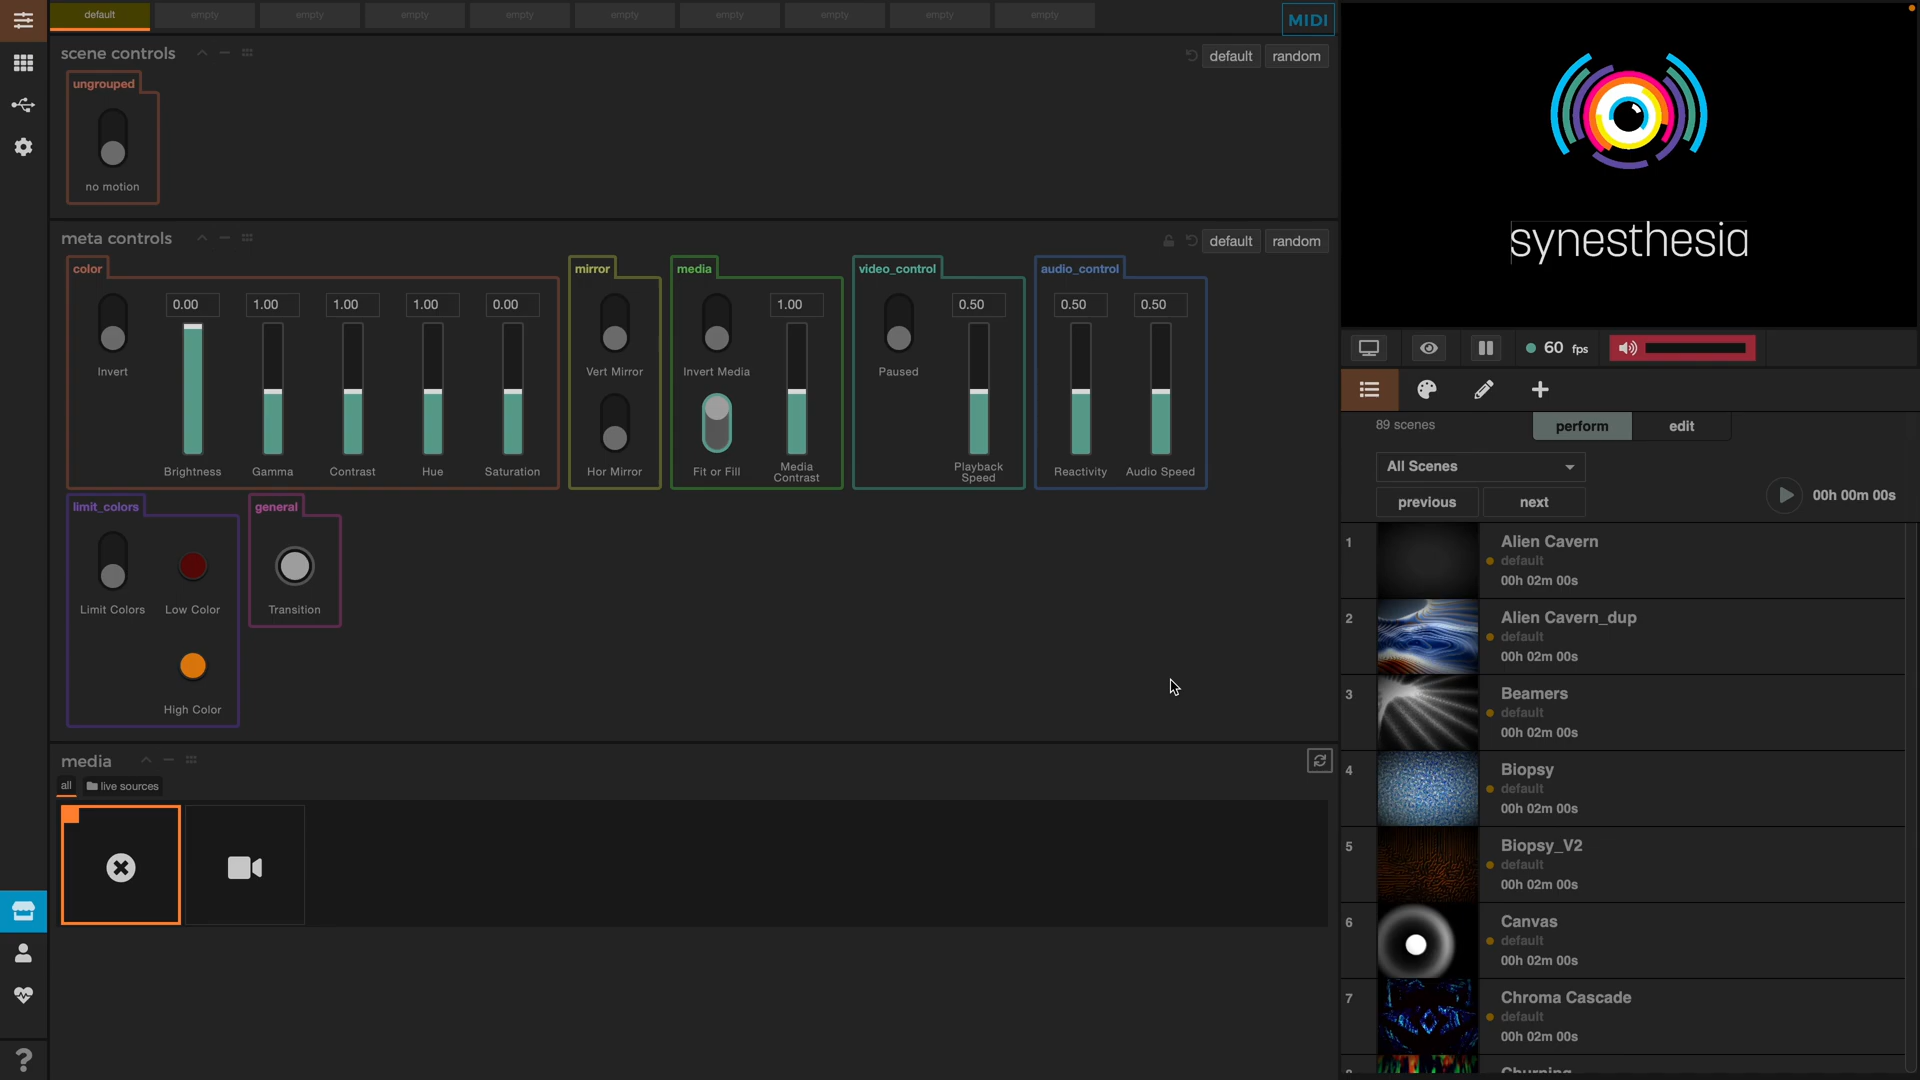 default empty empty empty empty empty empty empty empty empty
MIDI
scene controls
default random
ungrouped
no motion
meta controls
default random
color mirror media video_control audio_control
0.00 1.00 1.00 1.00 0.00 1.00 0.50 0.50 0.50
Invert Vert Mirror Invert Media Paused
Brightness Gamma Contrast Hue Saturation Hor Mirror Fit or Fill Media Contrast Playback Speed Reactivity Audio Speed
limit_colors general
Limit Colors Low Color Transition
High Color
media
all live sources
synesthesia
60 fps
89 scenes
perform edit
All Scenes
previous next
00h 00m 00s
1 Alien Cavern
default
00h 02m 00s
2 Alien Cavern_dup
default
00h 02m 00s
3 Beamers
default
00h 02m 00s
4 Biopsy
default
00h 02m 00s
5 Biopsy_V2
default
00h 02m 00s
6 Canvas
default
00h 02m 00s
7 Chroma Cascade
default
00h 02m 00s